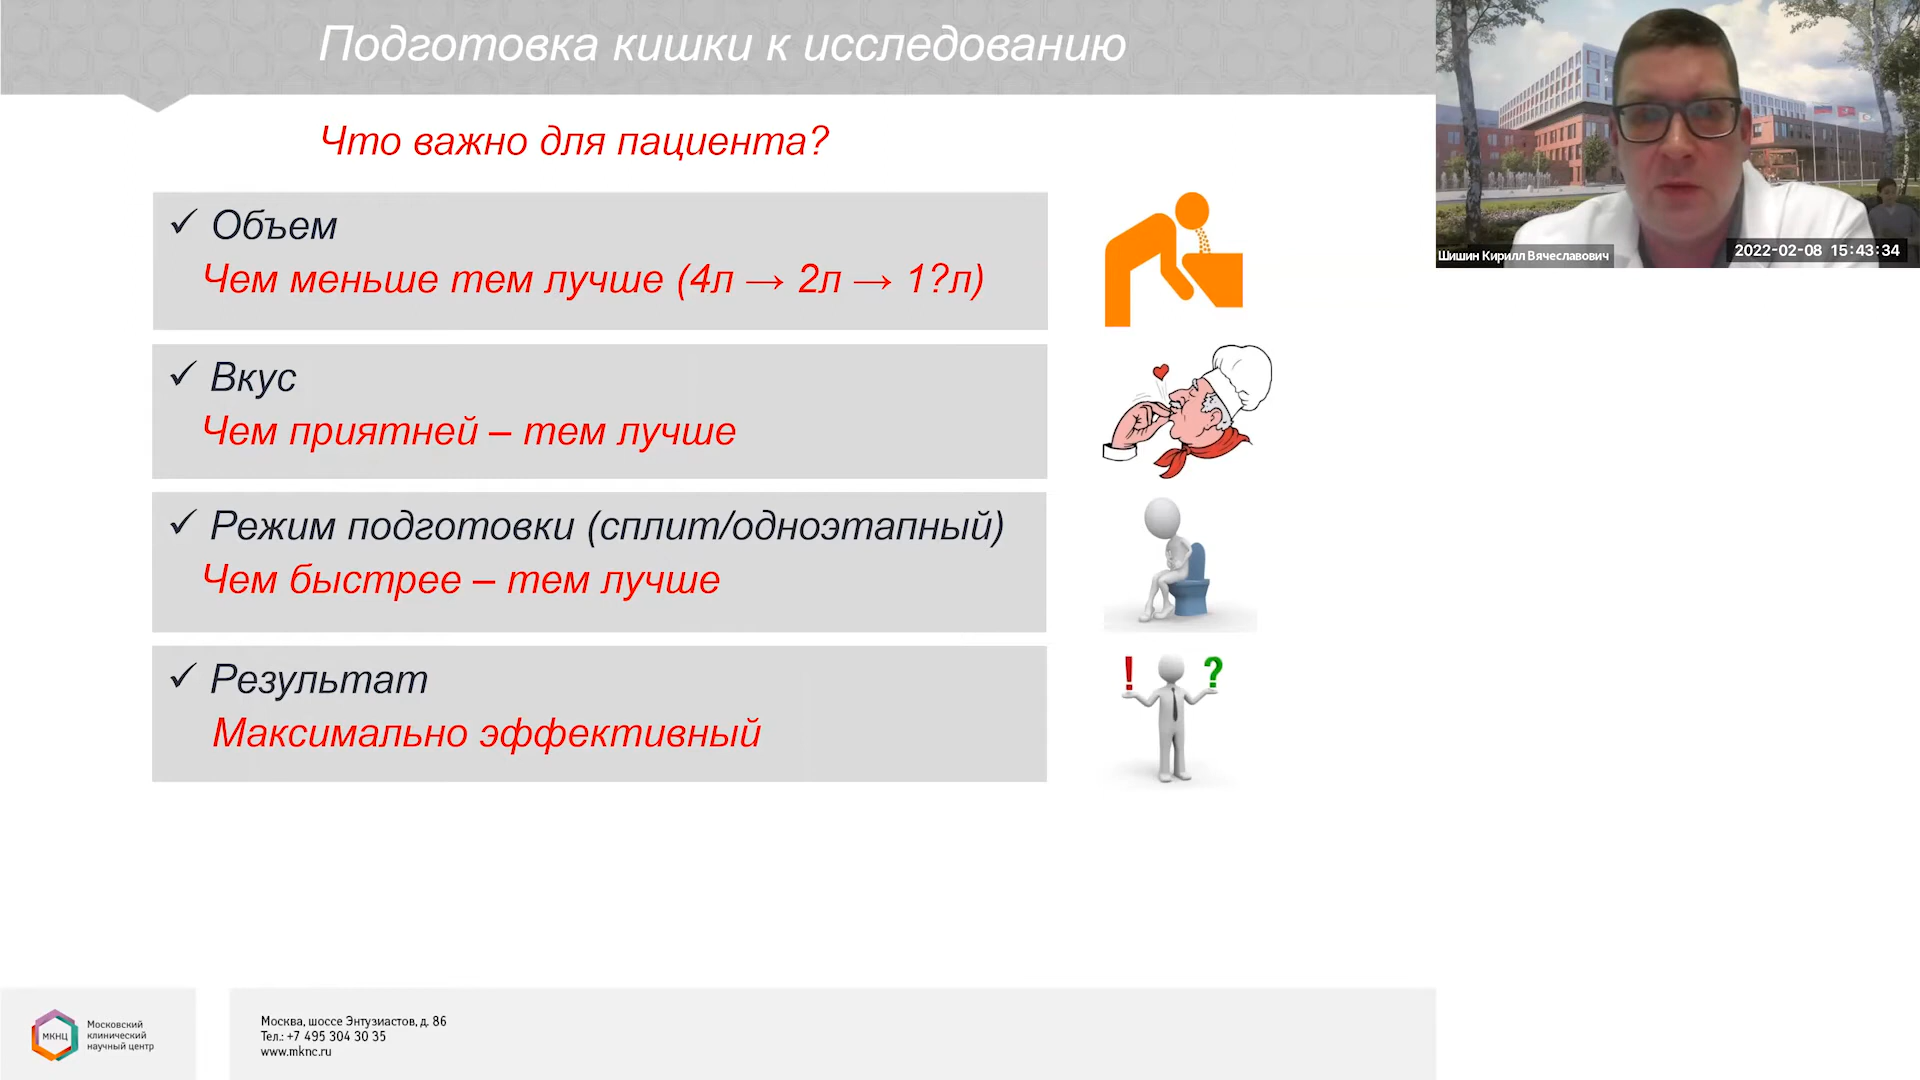 Подготовка кишки к исследованию
Что важно для пациента?
✓ Объем
Чем меньше тем лучше (4л → 2л → 1?л)
✓ Вкус
Чем приятней – тем лучше
✓ Режим подготовки (сплит/одноэтапный)
Чем быстрее – тем лучше
✓ Результат
Максимально эффективный
! ?
Шишин Кирилл Вячеславович
2022-02-08 15:43:34
МКНЦ
Московский
клинический
научный центр
Москва, шоссе Энтузиастов, д. 86
Тел.: +7 495 304 30 35
www.mknc.ru